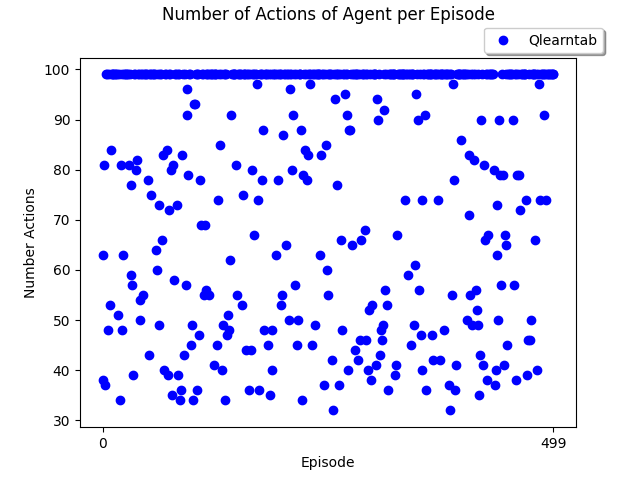 Number of Actions of Agent per Episode
Qlearntab
100
90
80
70
60
50
40
30
Number Actions
0
499
Episode